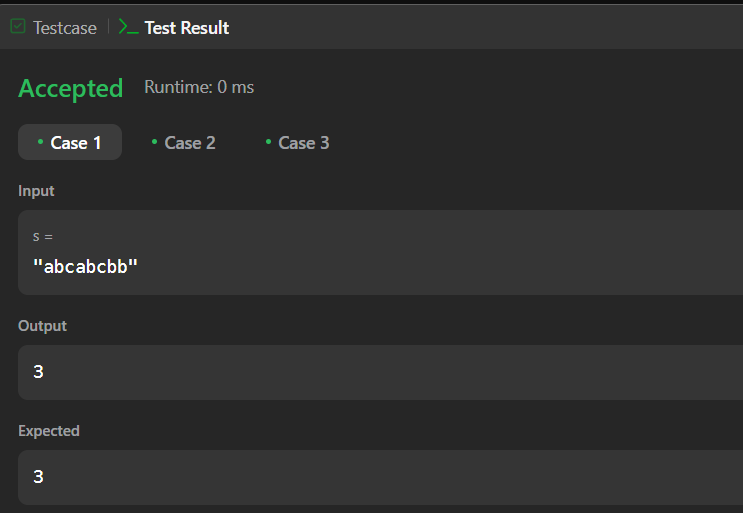 Testcase Test Result
Accepted Runtime: 0 ms
Case 1 Case 2 Case 3
Input
s =
"abcabcbb"
Output
3
Expected
3